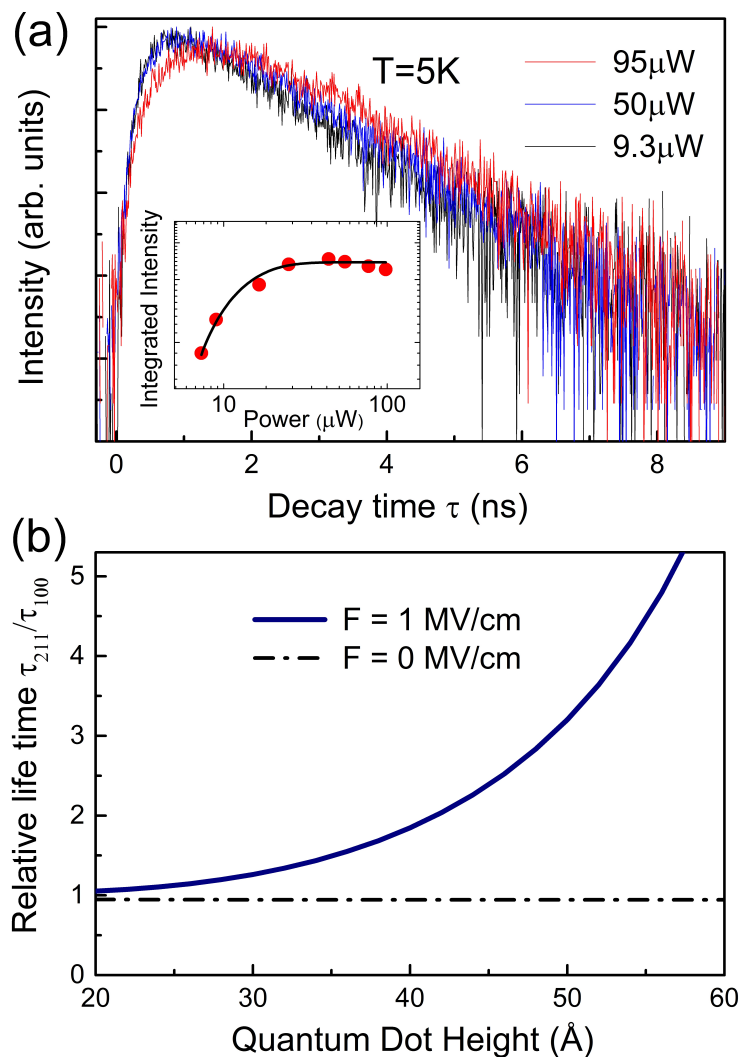 (a)
T=5K
95μW
50μW
9.3μW
Intensity (arb. units)
Integrated Intensity
10
100
Power (μW)
0
2
4
6
8
Decay time τ (ns)
(b)
5
4
3
2
1
0
F = 1 MV/cm
F = 0 MV/cm
Relative life time τ₂₁₁/τ₁₀₀
20
30
40
50
60
Quantum Dot Height (Å)